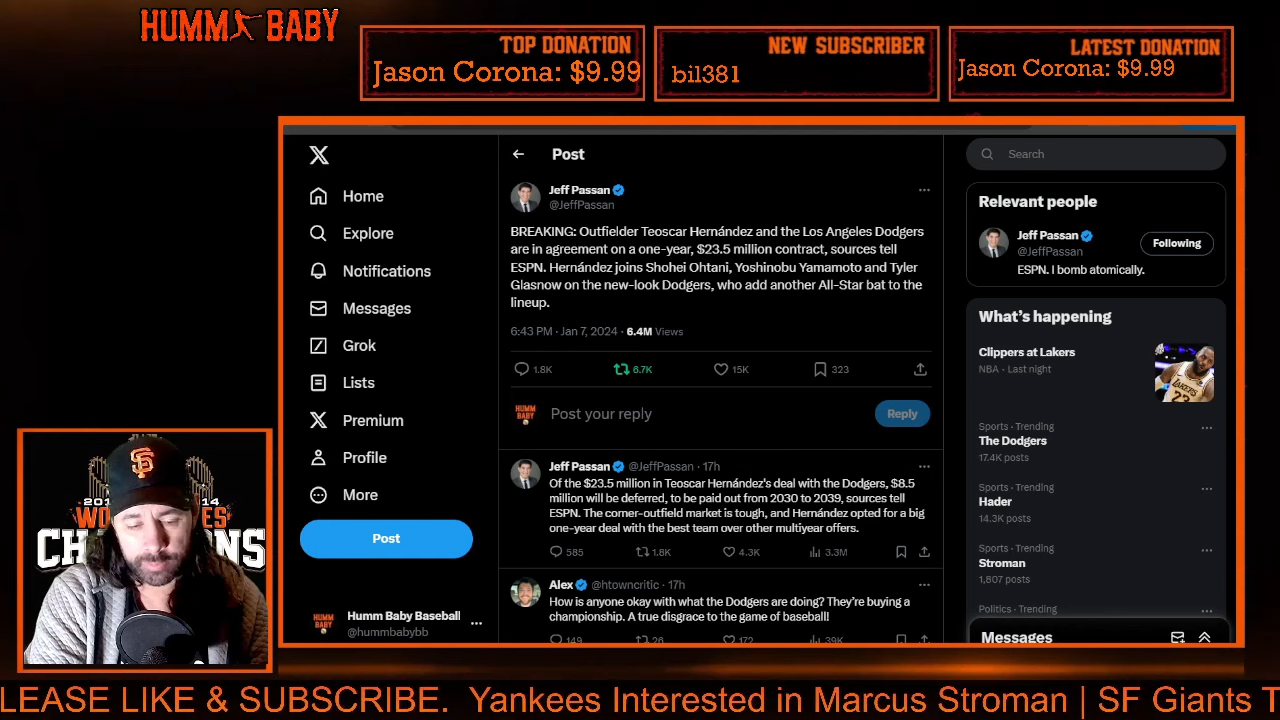 HUMM BABY
TOP DONATION
Jason Corona: $9.99
NEW SUBSCRIBER
bil381
LATEST DONATION
Jason Corona: $9.99
Home
Explore
Notifications
Messages
Grok
Lists
Premium
Profile
More
Post
Humm Baby Baseball
@hummbabybb
Post
Jeff Passan
@JeffPassan
BREAKING: Outfielder Teoscar Hernández and the Los Angeles Dodgers
are in agreement on a one-year, $23.5 million contract, sources tell
ESPN. Hernández joins Shohei Ohtani, Yoshinobu Yamamoto and Tyler
Glasnow on the new-look Dodgers, who add another All-Star bat to the
lineup.
6:43 PM · Jan 7, 2024 · 6.4M Views
1.8K 6.7K 15K 323
HUMM BABY
Post your reply
Reply
Jeff Passan @JeffPassan · 17h
Of the $23.5 million in Teoscar Hernández's deal with the Dodgers, $8.5
million will be deferred, to be paid out from 2030 to 2039, sources tell
ESPN. The corner-outfield market is tough, and Hernández opted for a big
one-year deal with the best team over other multiyear offers.
585 1.8K 4.3K 3.3M
Alex @htowncritic · 17h
How is anyone okay with what the Dodgers are doing? They're buying a
championship. A true disgrace to the game of baseball!
149 26 172 39K
Search
Relevant people
Jeff Passan
@JeffPassan
Following
ESPN. I bomb atomically.
What's happening
Clippers at Lakers
NBA · Last night
Sports · Trending
The Dodgers
17.4K posts
Sports · Trending
Hader
14.3K posts
Sports · Trending
Stroman
1,807 posts
Politics · Trending
Messages
SF
LEASE LIKE & SUBSCRIBE. Yankees Interested in Marcus Stroman | SF Giants T